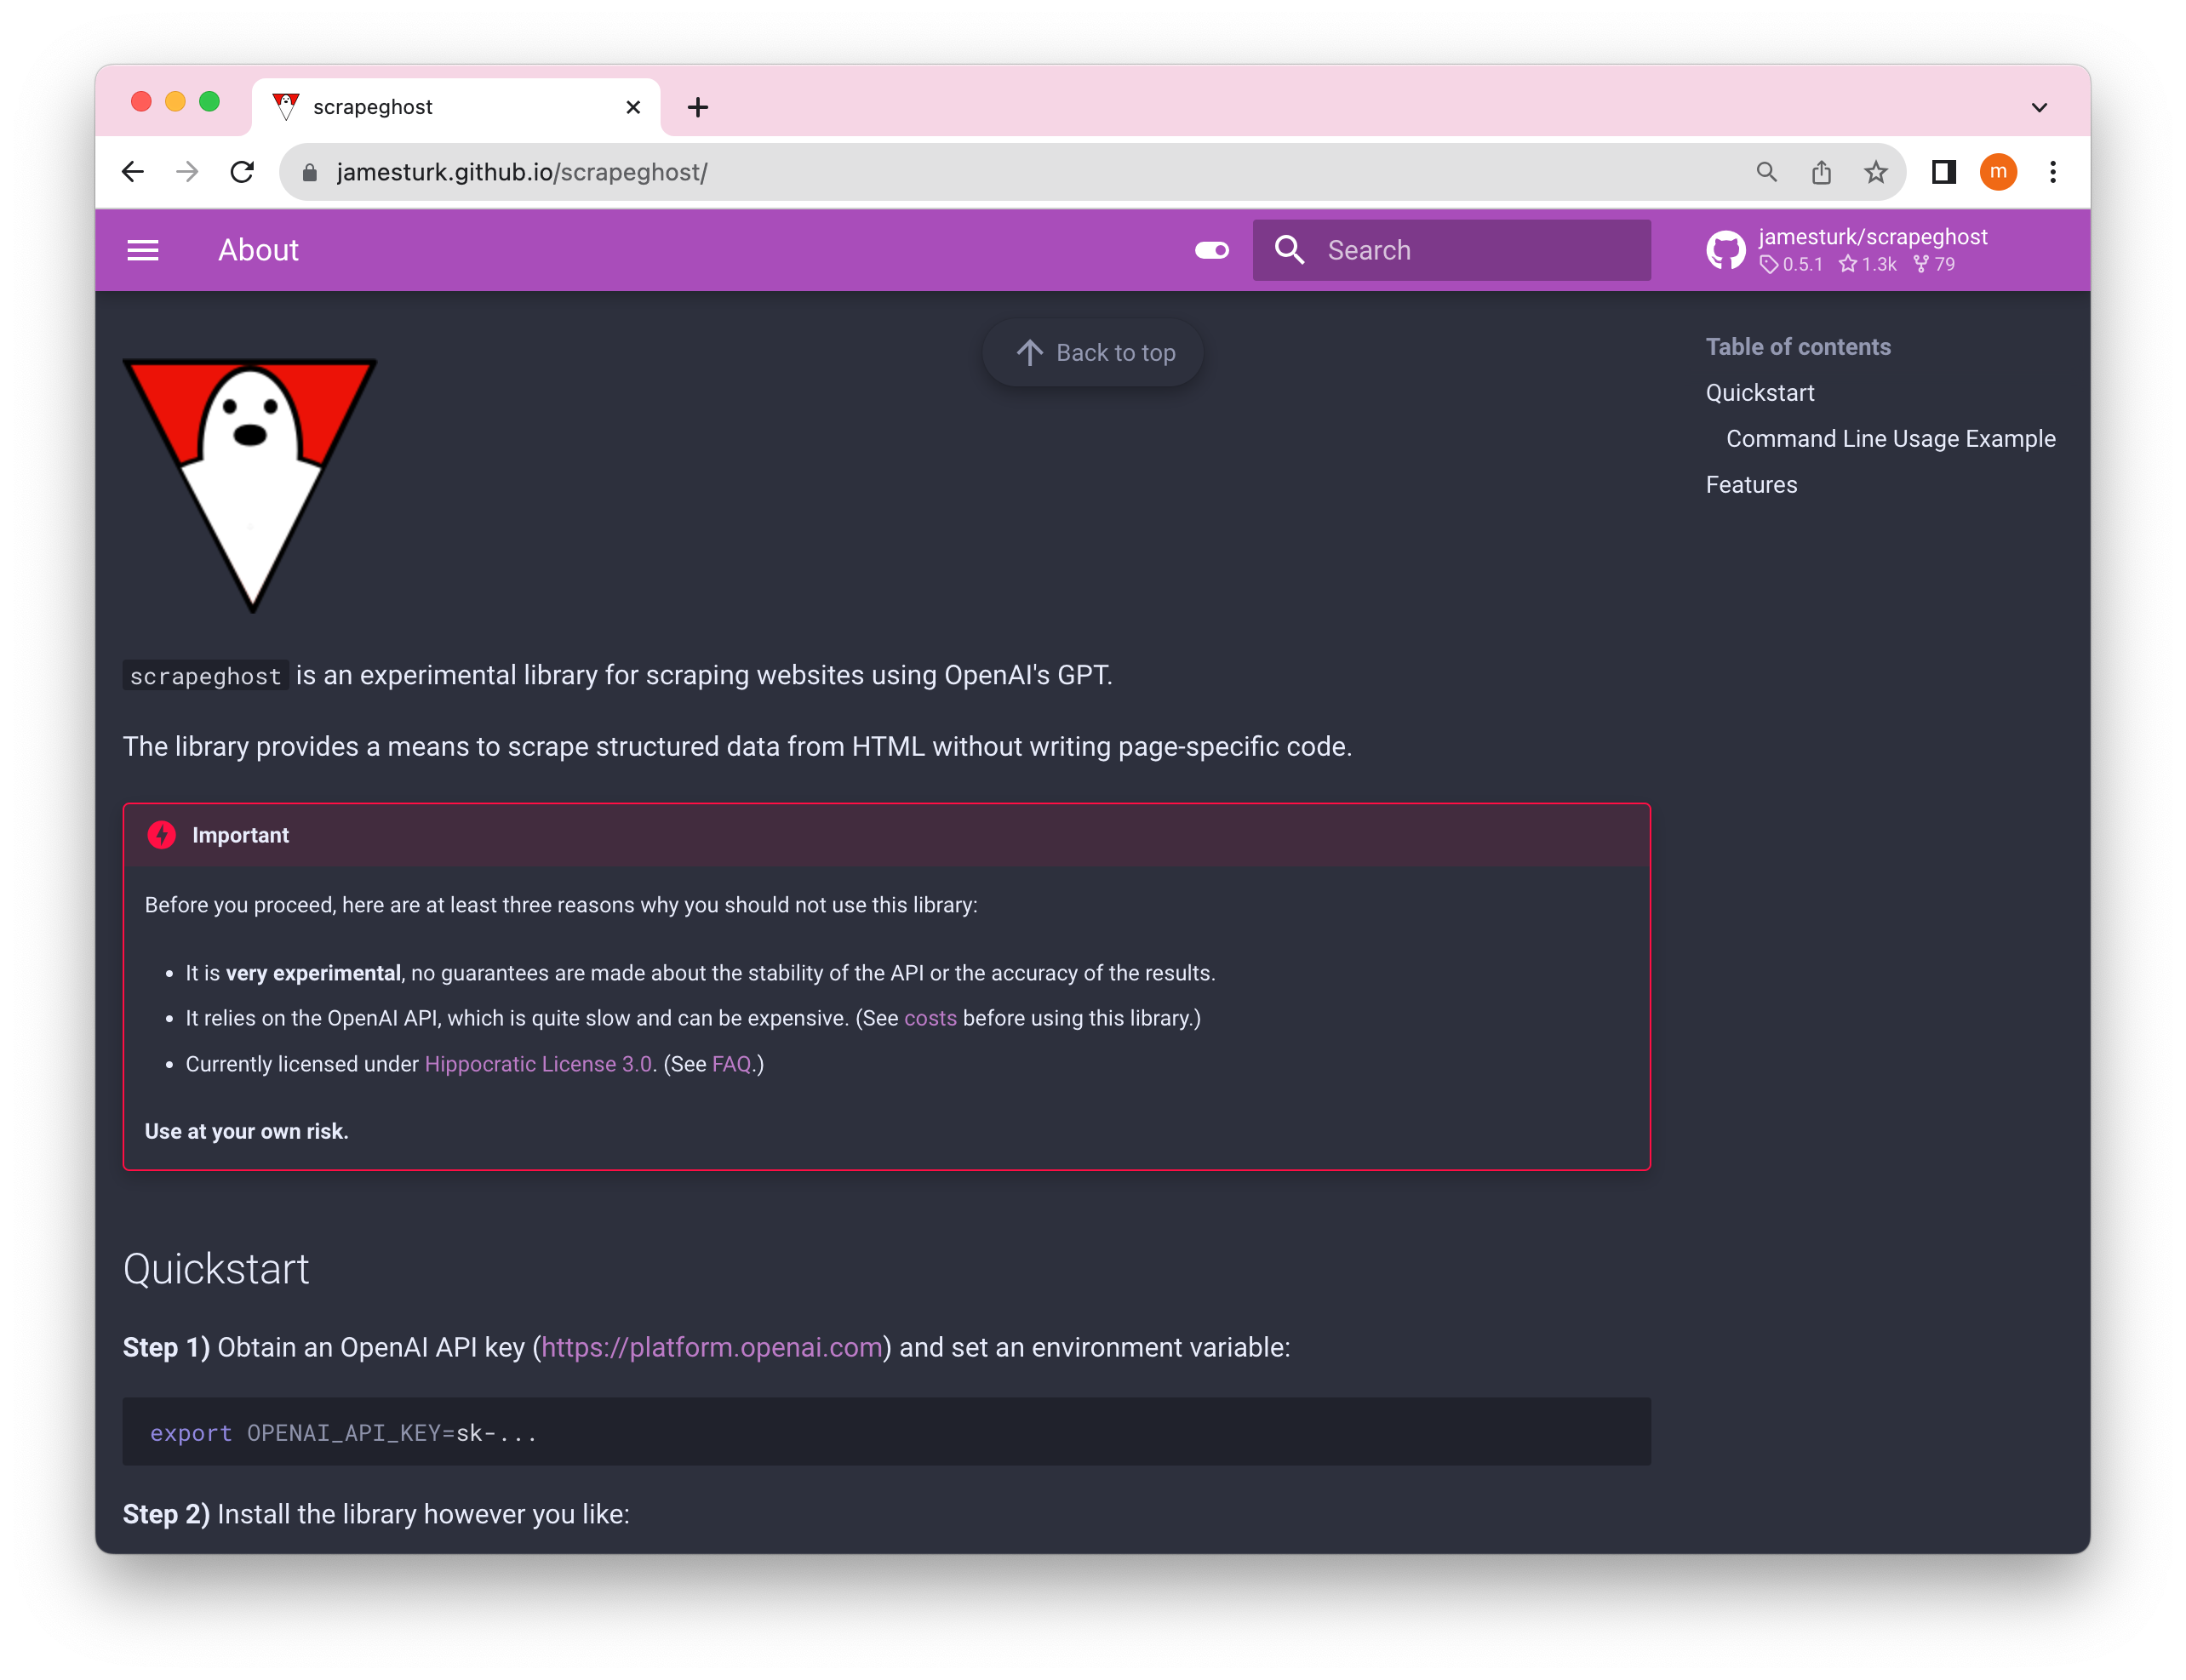 scrapeghost
jamesturk.github.io/scrapeghost/
m
About
Search
jamesturk/scrapeghost
0.5.1 1.3k 79
Back to top
Table of contents
Quickstart
Command Line Usage Example
Features
scrapeghost is an experimental library for scraping websites using OpenAI's GPT.
The library provides a means to scrape structured data from HTML without writing page-specific code.
Important
Before you proceed, here are at least three reasons why you should not use this library:
• It is very experimental, no guarantees are made about the stability of the API or the accuracy of the results.
• It relies on the OpenAI API, which is quite slow and can be expensive. (See costs before using this library.)
• Currently licensed under Hippocratic License 3.0. (See FAQ.)
Use at your own risk.
Quickstart
Step 1) Obtain an OpenAI API key (https://platform.openai.com) and set an environment variable:
export OPENAI_API_KEY=sk-...
Step 2) Install the library however you like: